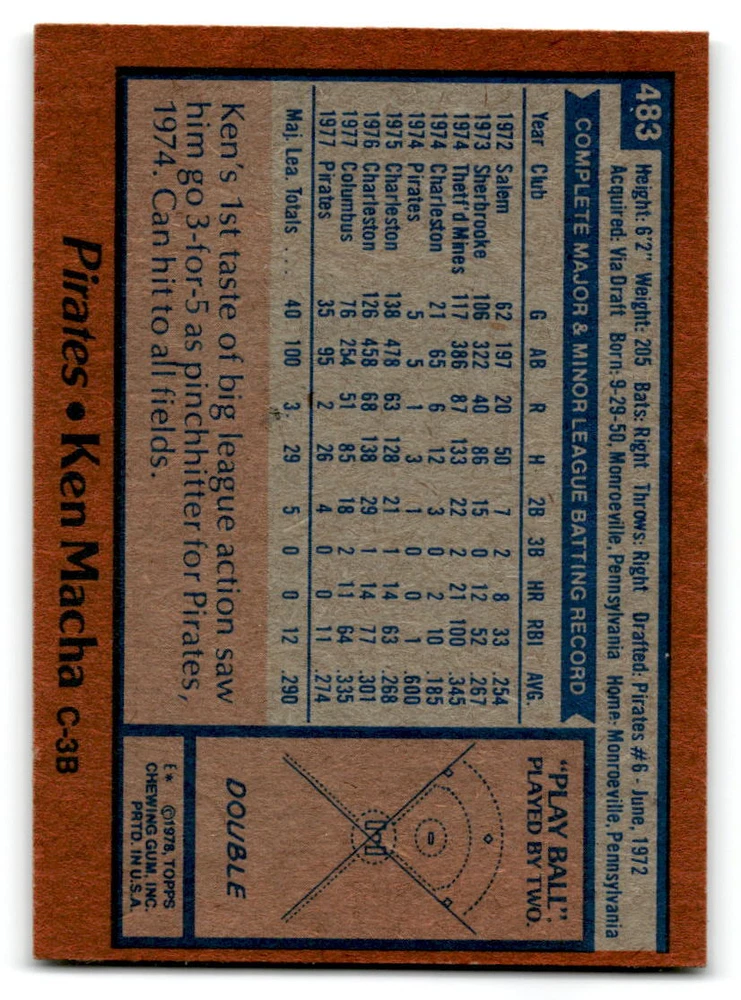 483
Height: 6'2" Weight: 205 Bats: Right Throws: Right Drafted: Pirates #6 - June, 1972
Acquired: Via Draft Born: 9-29-50, Monroeville, Pennsylvania Home: Monroeville, Pennsylvania
COMPLETE MAJOR & MINOR LEAGUE BATTING RECORD
Year Club G AB R H 2B 3B HR RBI AVG.
1972 Salem 62 197 20 50 7 2 8 33 .254
1973 Sherbrooke 106 322 40 86 15 0 12 52 .267
1974 Thetf'd Mines 117 386 87 133 22 2 21 100 .345
1974 Charleston 21 65 6 12 3 0 2 10 .185
1974 Pirates 5 5 1 3 1 0 0 1 .600
1975 Charleston 138 478 63 128 21 1 14 63 .268
1976 Charleston 126 458 68 138 29 1 14 77 .301
1977 Columbus 76 254 51 85 18 2 11 64 .335
1977 Pirates 35 95 2 26 4 0 0 11 .274
Maj. Lea. Totals ... 40 100 3 29 5 0 0 12 .290
Ken's 1st taste of big league action saw
him go 3-for-5 as pinchhitter for Pirates,
1974. Can hit to all fields.
"PLAY BALL":
PLAYED BY TWO.
DOUBLE
Pirates • Ken Macha C-3B
E* ©1978, TOPPS
CHEWING GUM, INC.
PRTD. IN U.S.A.